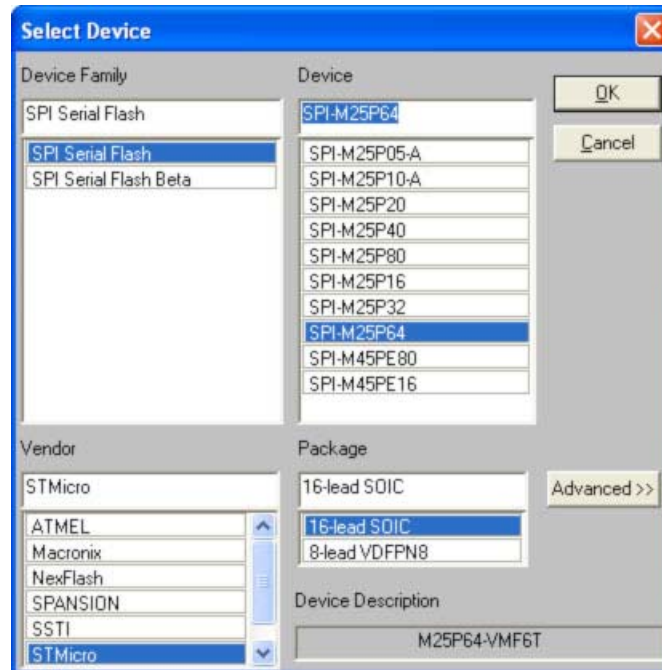 Select Device
Device Family
SPI Serial Flash
SPI Serial Flash
SPI Serial Flash Beta
Device
SPI-M25P64
SPI-M25P05-A
SPI-M25P10-A
SPI-M25P20
SPI-M25P40
SPI-M25P80
SPI-M25P16
SPI-M25P32
SPI-M25P64
SPI-M45PE80
SPI-M45PE16
OK
Cancel
Vendor
STMicro
ATMEL
Macronix
NexFlash
SPANSION
SSTI
STMicro
Package
16-lead SOIC
16-lead SOIC
8-lead VDFPN8
Advanced >>
Device Description
M25P64-VMF6T